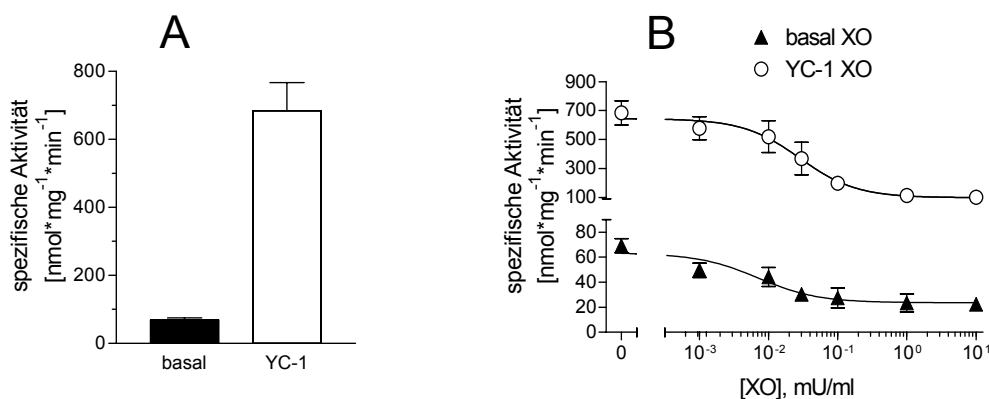 A
spezifische Aktivität
[nmol*mg⁻¹*min⁻¹]
800
600
400
200
0
basal
YC-1
B
basal XO
YC-1 XO
spezifische Aktivität
[nmol*mg⁻¹*min⁻¹]
900
700
500
300
100
80
60
40
20
0
0 10⁻³ 10⁻² 10⁻¹ 10⁰ 10¹
[XO], mU/ml